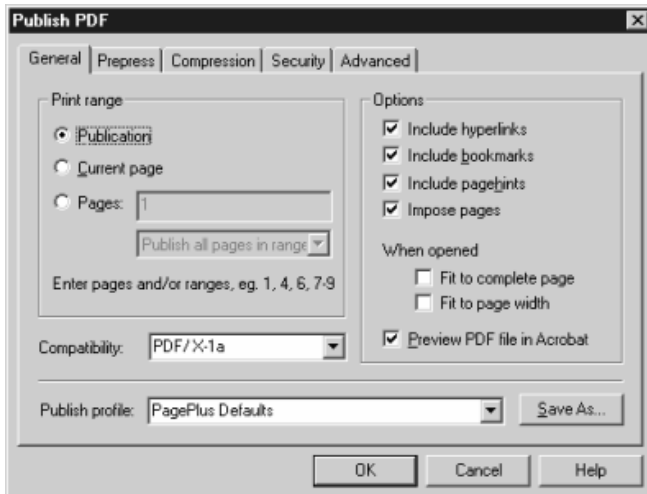 Publish PDF
General Prepress Compression Security Advanced
Print range
Publication
Current page
Pages: 1
Publish all pages in range
Enter pages and/or ranges, eg. 1, 4, 6, 7-9
Options
Include hyperlinks
Include bookmarks
Include pagehints
Impose pages
When opened
Fit to complete page
Fit to page width
Preview PDF file in Acrobat
Compatibility: PDF/X-1a
Publish profile: PagePlus Defaults Save As...
OK Cancel Help